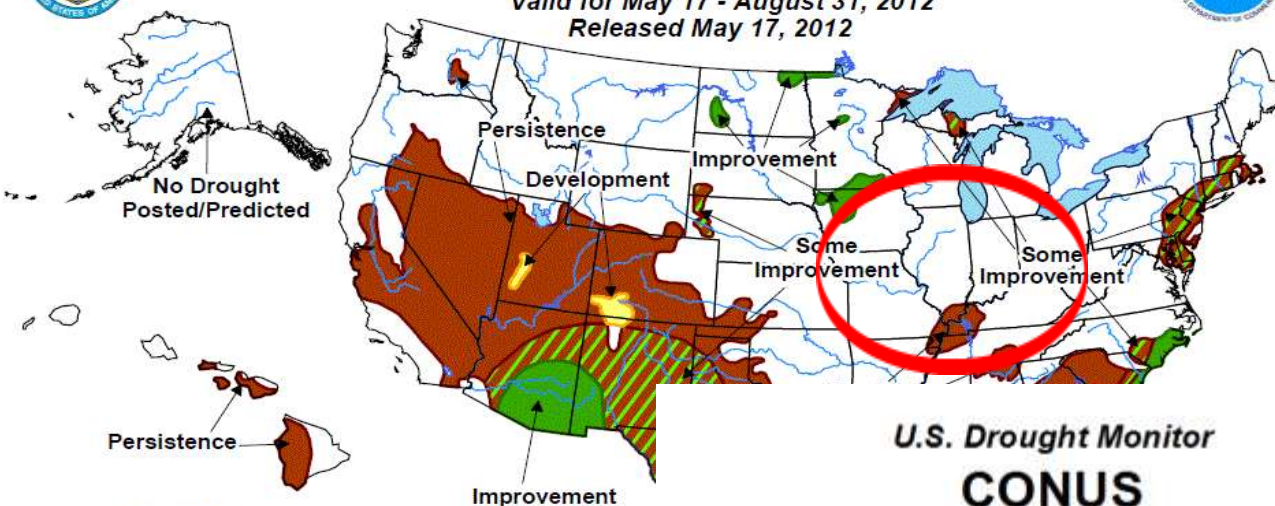 Valid for May 17 - August 31, 2012
Released May 17, 2012
Persistence
Improvement
Development
No Drought
Posted/Predicted
Some
Improvement
Some
Improvement
Persistence
Improvement
U.S. Drought Monitor
CONUS